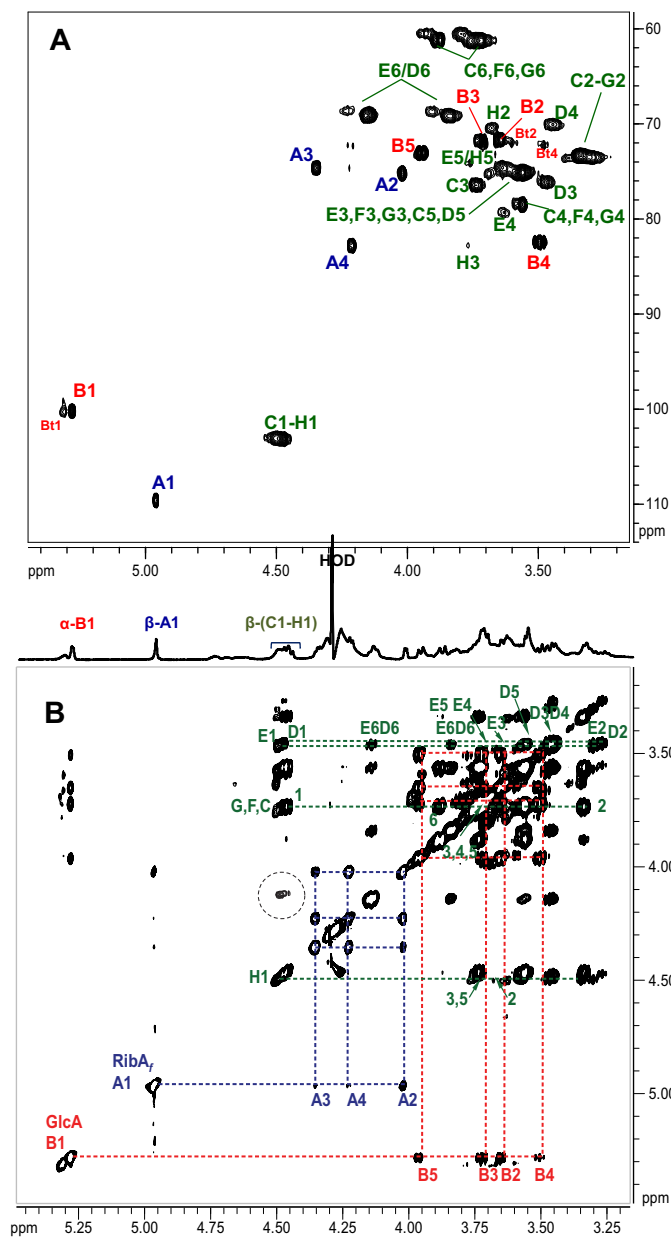 A
60
C6,F6,G6
C2-G2
E6/D6
B3
B2
H2
D4
Bt2
Bt4
70
A3
B5
E5/H5
A2
C3
D3
E3,F3,G3,C5,D5
E4
C4,F4,G4
80
A4
H3
B4
90
B1
Bt1
C1-H1
100
A1
110
ppm
HOD
ppm
5.00
4.50
4.00
3.50
α-B1
β-A1
β-(C1-H1)
B
D5
E5 E4
E3
D3D4
E1
D1
E6D6
E6D6
E2
D2
3.50
1
G,F,C
6
2
3,4,5
4.00
H1
4.50
3,5
2
RibAf
A1
A3
A4
A2
5.00
GlcA
B1
B5
B3
B2
B4
ppm
ppm
5.25
5.00
4.75
4.50
4.25
4.00
3.75
3.50
3.25